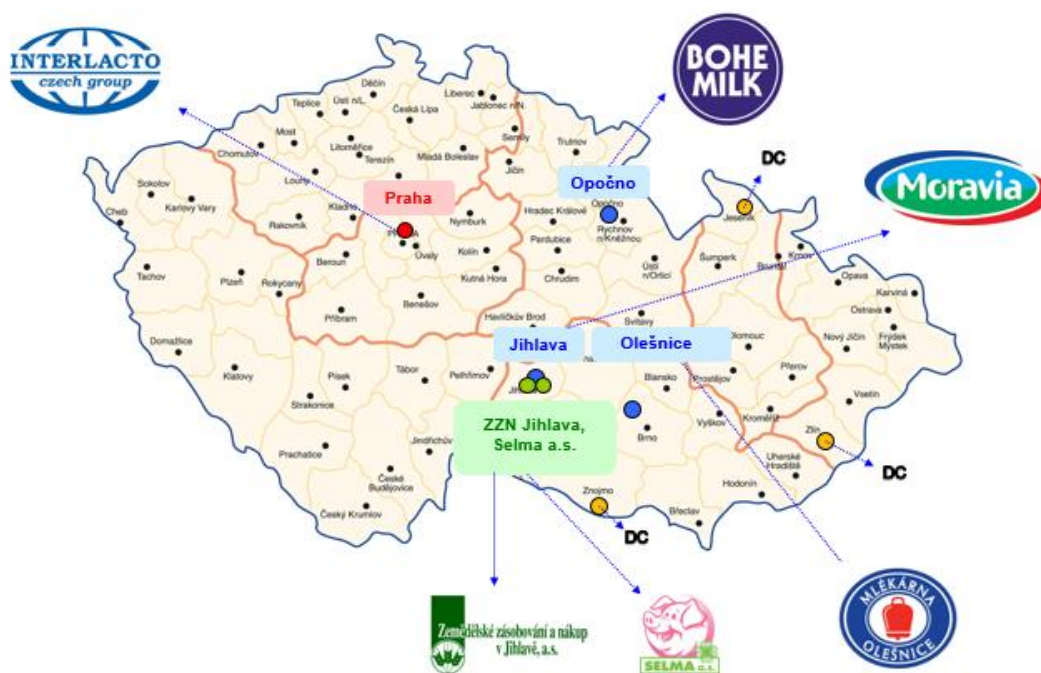 INTERLACTO
czech group
BOHE
MILK
Moravia
DC
Děčín
Liberec
Teplice
Ústí n/L.
Česká Lípa
Jablonec n/N.
Most
Litoměřice
Semily
Trutnov
Chomutov
Terezín
Mladá Boleslav
Jičín
Louny
Opočno
Sokolov
Praha
Jeseník
Karlovy Vary
Kladno
Nymburk
Hradec Králové
Opočno
Cheb
Rakovník
Rychnov
n/Kněžnou
Úvaly
Kolín
Pardubice
Šumperk
Bruntál
Krnov
Beroun
Kutná Hora
Chrudim
Ústí
n/Orlicí
Opava
Tachov
Plzeň
Rokycany
Karviná
Benešov
Ostrava
Příbram
Havlíčkův Brod
Svitavy
Frýdek
Místek
Nový Jičín
Domažlice
Jihlava
Olešnice
Olomouc
Klatovy
Písek
Tábor
Pelhřimov
Blansko
Prostějov
Přerov
Strakonice
Vsetín
ZZN Jihlava,
Selma a.s.
Vyškov
Kroměříž
Zlín
Brno
Prachatice
Jindřichův
Uherské
Hradiště
DC
České
Budějovice
Hodonín
Znojmo
Český Krumlov
Břeclav
DC
MLÉKÁRNA
OLEŠNICE
Zemědělské zásobování a nákup
v Jihlavě, a.s.
SELMA a.s.